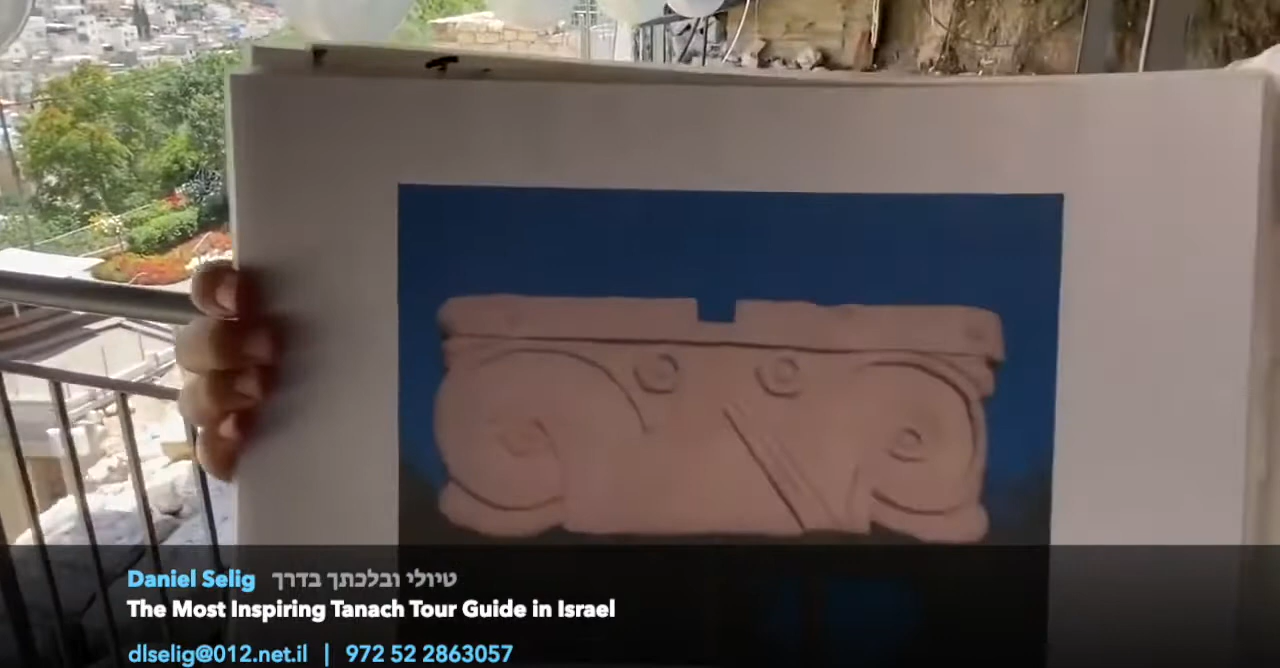 Daniel Selig טיולי ובלכתך בדרך
The Most Inspiring Tanach Tour Guide in Israel
dlselig@012.net.il | 972 52 2863057